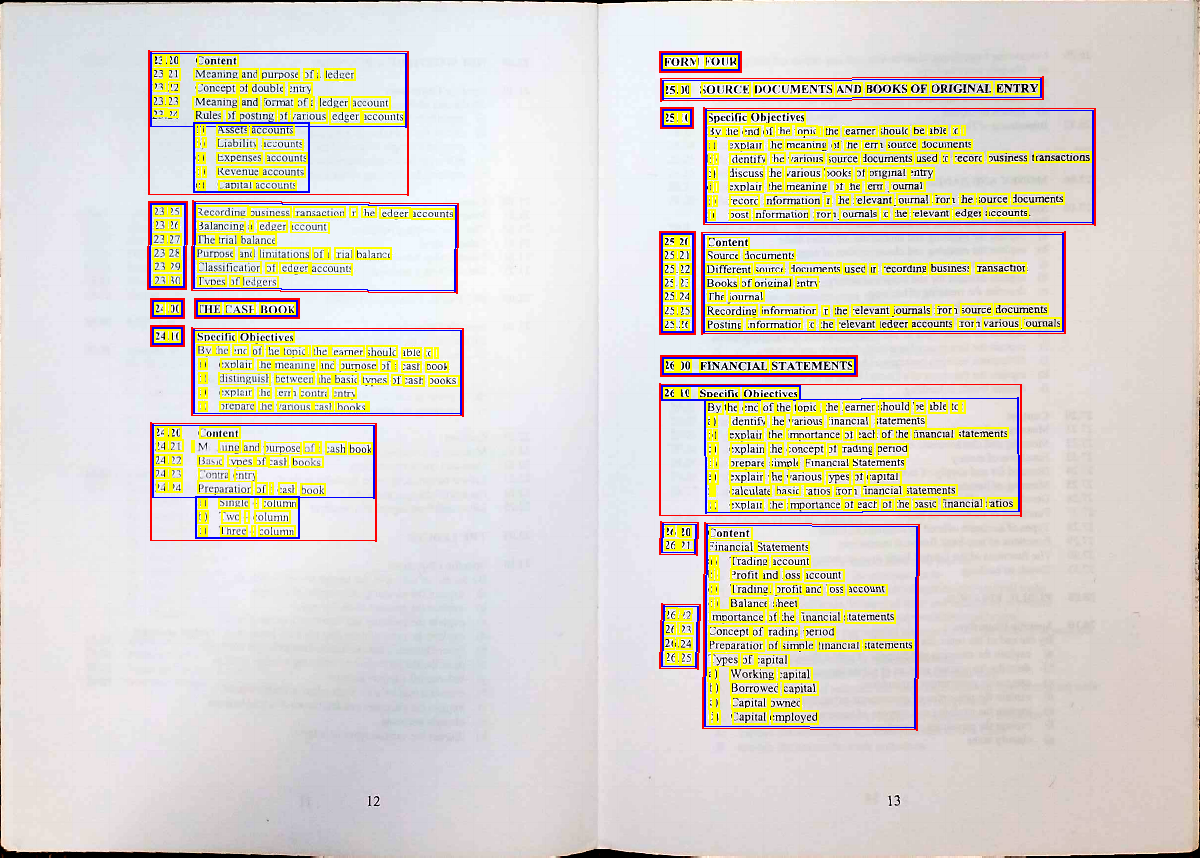 23.20 Content
23.21 Meaning and purpose of a ledger
23.22 Concept of double entry
23.23 Meaning and format of a ledger account
23.24 Rules of posting of various ledger accounts
Assets accounts
Liability accounts
Expenses accounts
Revenue accounts
Capital accounts
23.25 Recording business transaction in the ledger accounts
23.26 Balancing a ledger account
23.27 The trial balance
23.28 Purpose and limitations of a trial balance
23.29 Classification of ledger accounts
23.30 Types of ledgers
24.00 THE CASH BOOK
24.10 Specific Objectives
By the end of the topic, the learner should able to:
explain the meaning and purpose of a cash book
distinguish between the basic types of cash books
explain the term contra entry
prepare the various cash books
24.20 Content
24.21 Meaning and purpose of a cash book
24.22 Basic types of cash books
24.23 Contra entry
24.24 Preparation of a cash book
Single - column
Two - column
Three - column
12
FORM FOUR
25.00 SOURCE DOCUMENTS AND BOOKS OF ORIGINAL ENTRY
25.10 Specific Objectives
By the end of the topic, the learner should be able to:
explain the meaning of the term source documents
identify the various source documents used to record business transactions
discuss the various books of original entry
explain the meaning of the term journal
record information in the relevant journal from the source documents
post information from journals to the relevant ledger accounts.
25.20 Content
25.21 Source documents
25.22 Different source documents used in recording business transaction
25.23 Books of original entry
25.24 The journal
25.25 Recording information in the relevant journals from source documents
25.26 Posting information to the relevant ledger accounts from various journals
26.00 FINANCIAL STATEMENTS
26.10 Specific Objectives
By the end of the topic, the learner should be able to:
identify the various financial statements
explain the importance of each of the financial statements
explain the concept of trading period
prepare simple Financial Statements
explain the various types of capital
calculate basic ratios from financial statements
explain the importance of each of the basic financial ratios
26.20 Content
26.21 Financial Statements
Trading account
Profit and loss account
Trading, profit and loss account
Balance sheet
26.22 Importance of the financial statements
26.23 Concept of trading period
26.24 Preparation of simple financial statements
26.25 Types of capital
Working capital
Borrowed capital
Capital owned
Capital employed
13